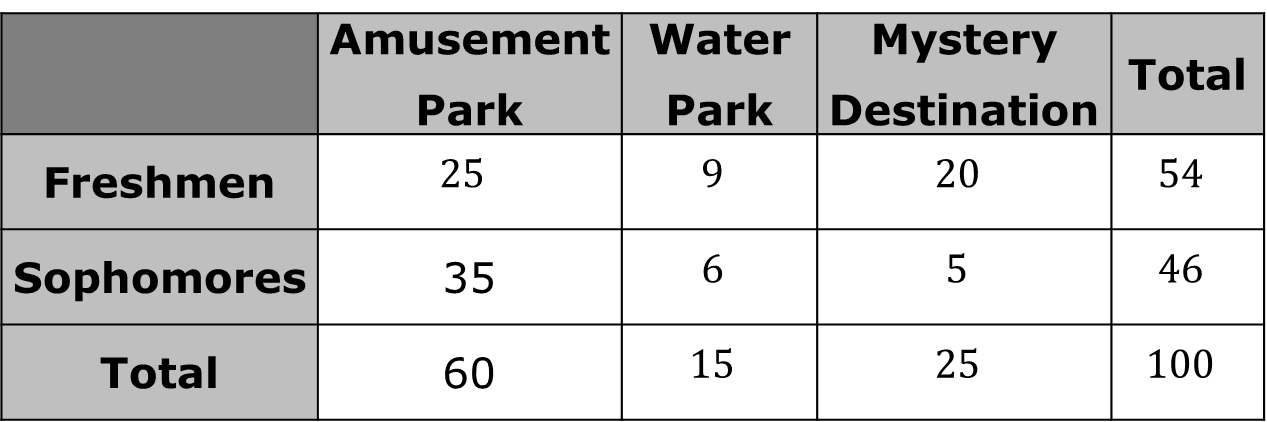 Amusement Park Water Park Mystery Destination Total
Freshmen 25 9 20 54
Sophomores 35 6 5 46
Total 60 15 25 100